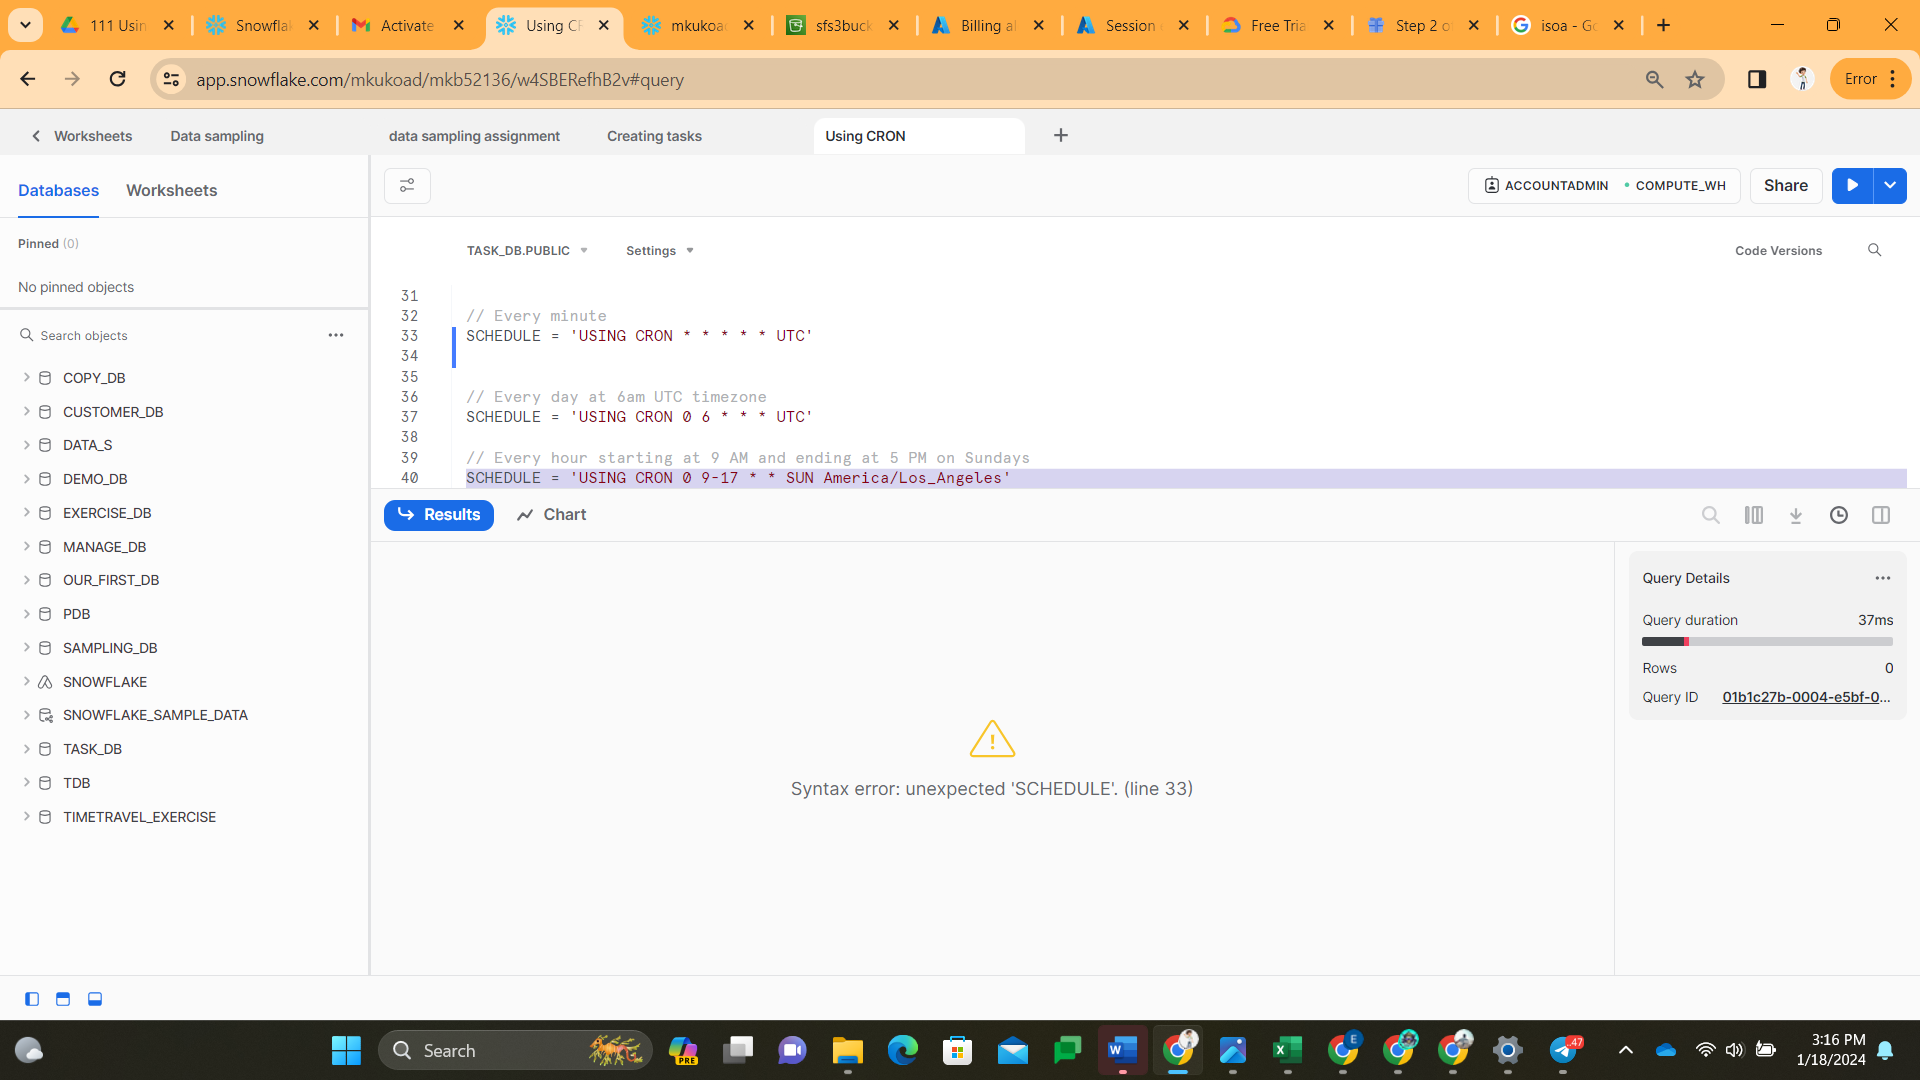 111 Usin
Snowflak
Activate
Using CF
mkukoac
sfs3buck
Billing al
Session
Free Tria
Step 2 o
isoa - Go
app.snowflake.com/mkukoad/mkb52136/w4SBERefhB2v#query
Error
Worksheets
Data sampling
data sampling assignment
Creating tasks
Using CRON
Databases
Worksheets
ACCOUNTADMIN
COMPUTE_WH
Share
Pinned (0)
No pinned objects
TASK_DB.PUBLIC
Settings
Code Versions
Search objects
COPY_DB
CUSTOMER_DB
DATA_S
DEMO_DB
EXERCISE_DB
MANAGE_DB
OUR_FIRST_DB
PDB
SAMPLING_DB
SNOWFLAKE
SNOWFLAKE_SAMPLE_DATA
TASK_DB
TDB
TIMETRAVEL_EXERCISE
31
32 // Every minute
33 SCHEDULE = 'USING CRON * * * * * UTC'
34
35
36 // Every day at 6am UTC timezone
37 SCHEDULE = 'USING CRON 0 6 * * * UTC'
38
39 // Every hour starting at 9 AM and ending at 5 PM on Sundays
40 SCHEDULE = 'USING CRON 0 9-17 * * SUN America/Los_Angeles'
Results
Chart
Syntax error: unexpected 'SCHEDULE'. (line 33)
Query Details
Query duration 37ms
Rows 0
Query ID 01b1c27b-0004-e5bf-0...
Search
PRE
E
47
3:16 PM
1/18/2024